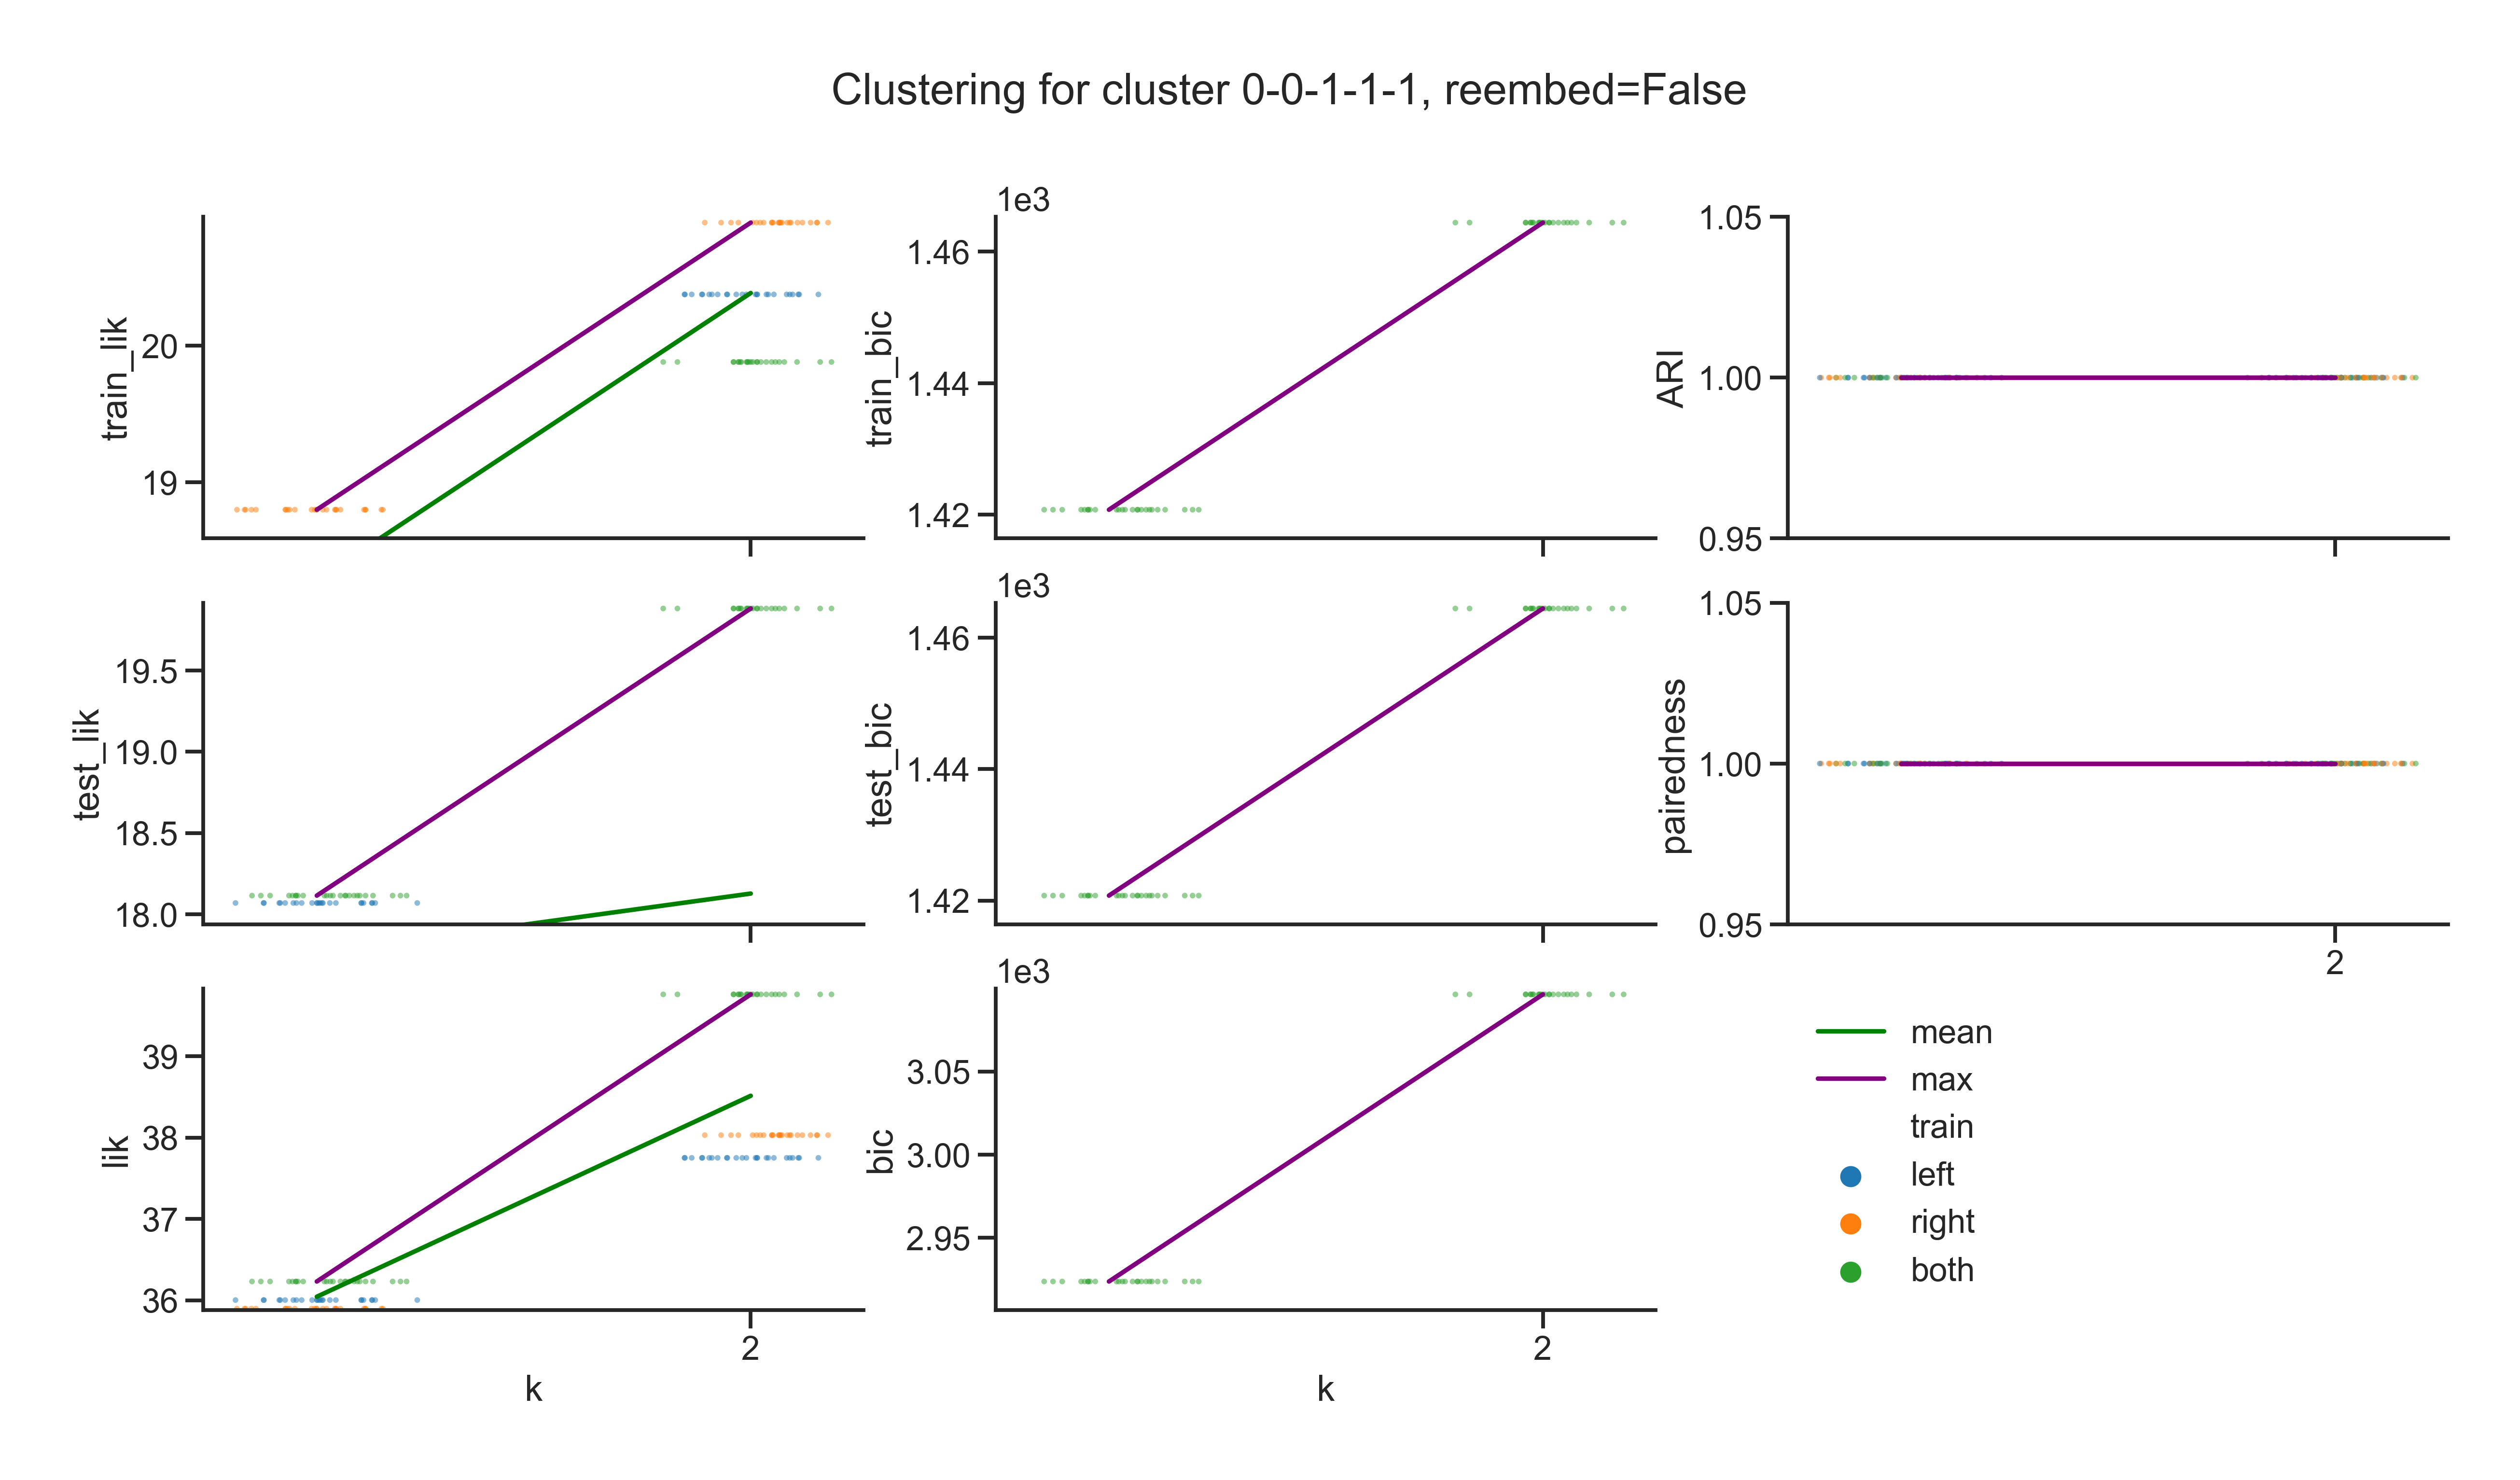 Clustering for cluster 0-0-1-1-1, reembed=False
train_lik
20
19
1e3
train_bic
1.46
1.44
1.42
ARI
1.05
1.00
0.95
test_lik
19.5
19.0
18.5
18.0
1e3
test_bic
1.46
1.44
1.42
pairedness
1.05
1.00
0.95
2
lik
39
38
37
36
2
k
1e3
bic
3.05
3.00
2.95
2
k
mean
max
train
left
right
both